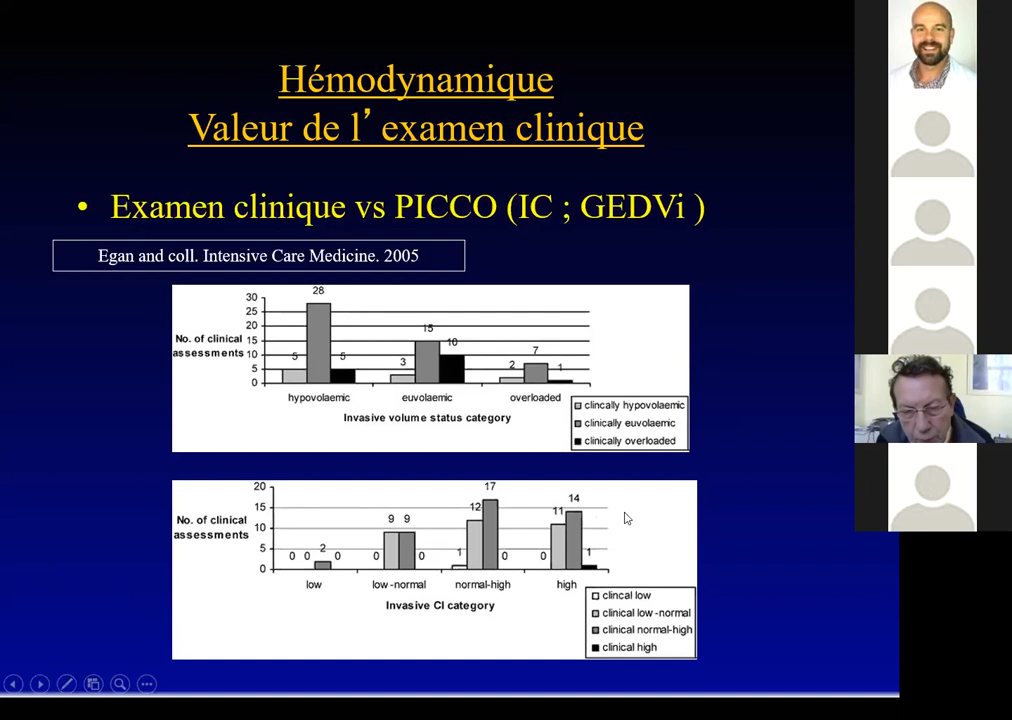 Hémodynamique
Valeur de l’ examen clinique
• Examen clinique vs PICCO (IC ; GEDVi )
Egan and coll. Intensive Care Medicine. 2005
28
30
25
20
15
10
5
0
No. of clinical
assessments
5
5
3
15
10
2
7
1
hypovolaemic
euvolaemic
overloaded
Invasive volume status category
clincally hypovolaemic
clinically euvolaemic
clinically overloaded
20
15
10
5
0
No. of clinical
assessments
0 0 2 0
0 9 9 0
1 12 17 0
0 11 14 1
low
low-normal
normal-high
high
Invasive CI category
clincal low
clinical low-normal
clinical normal-high
clinical high